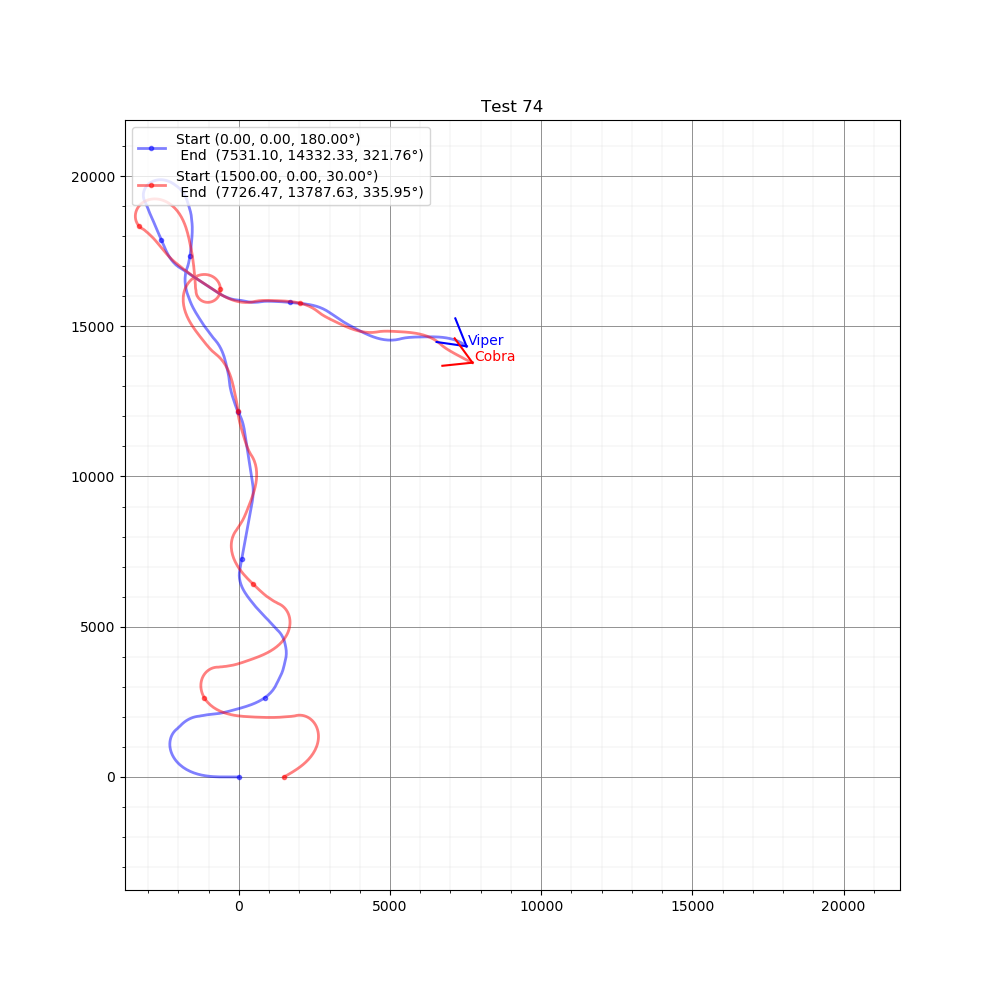 Test 74
Start (0.00, 0.00, 180.00°)
End (7531.10, 14332.33, 321.76°)
Start (1500.00, 0.00, 30.00°)
End (7726.47, 13787.63, 335.95°)
20000
15000
Viper
Cobra
10000
5000
0
0 5000 10000 15000 20000